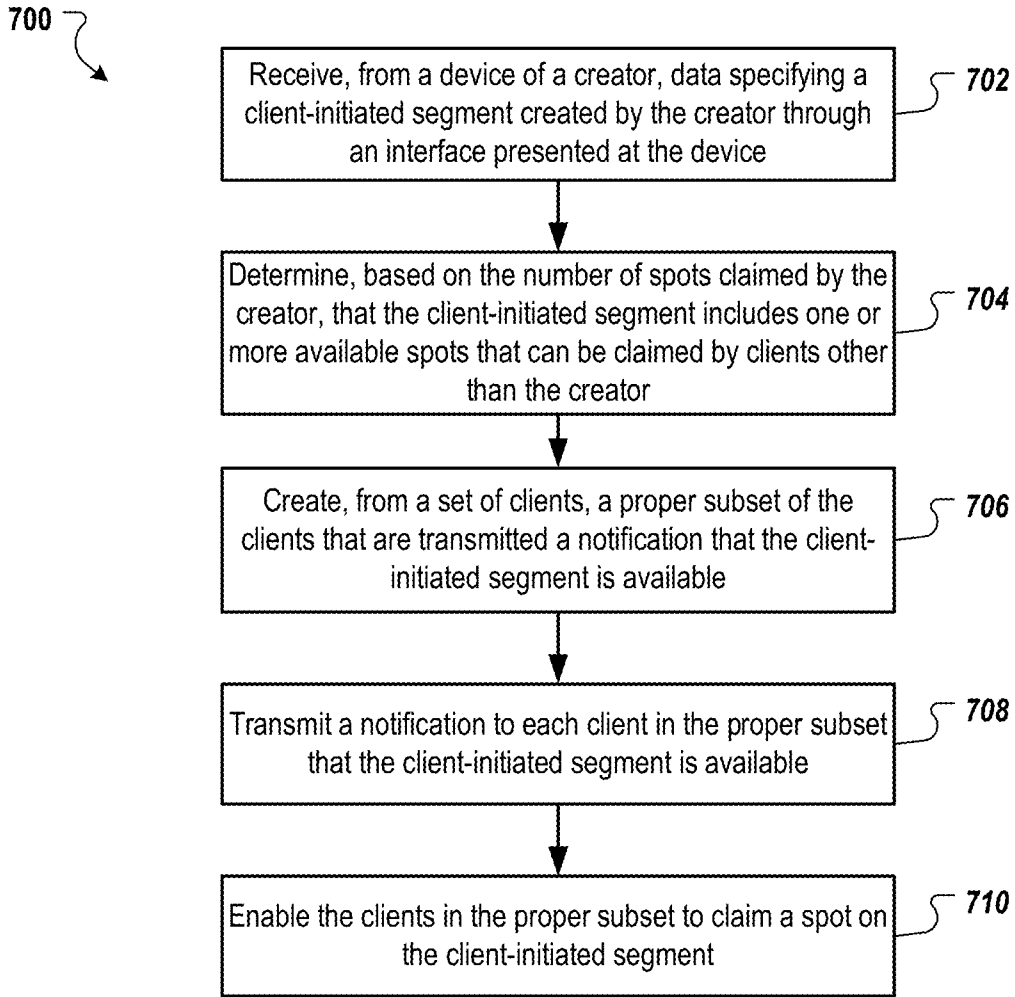 700
Receive, from a device of a creator, data specifying a
client-initiated segment created by the creator through
an interface presented at the device
702
Determine, based on the number of spots claimed by the
creator, that the client-initiated segment includes one or
more available spots that can be claimed by clients other
than the creator
704
Create, from a set of clients, a proper subset of the
clients that are transmitted a notification that the client-
initiated segment is available
706
Transmit a notification to each client in the proper subset
that the client-initiated segment is available
708
Enable the clients in the proper subset to claim a spot on
the client-initiated segment
710